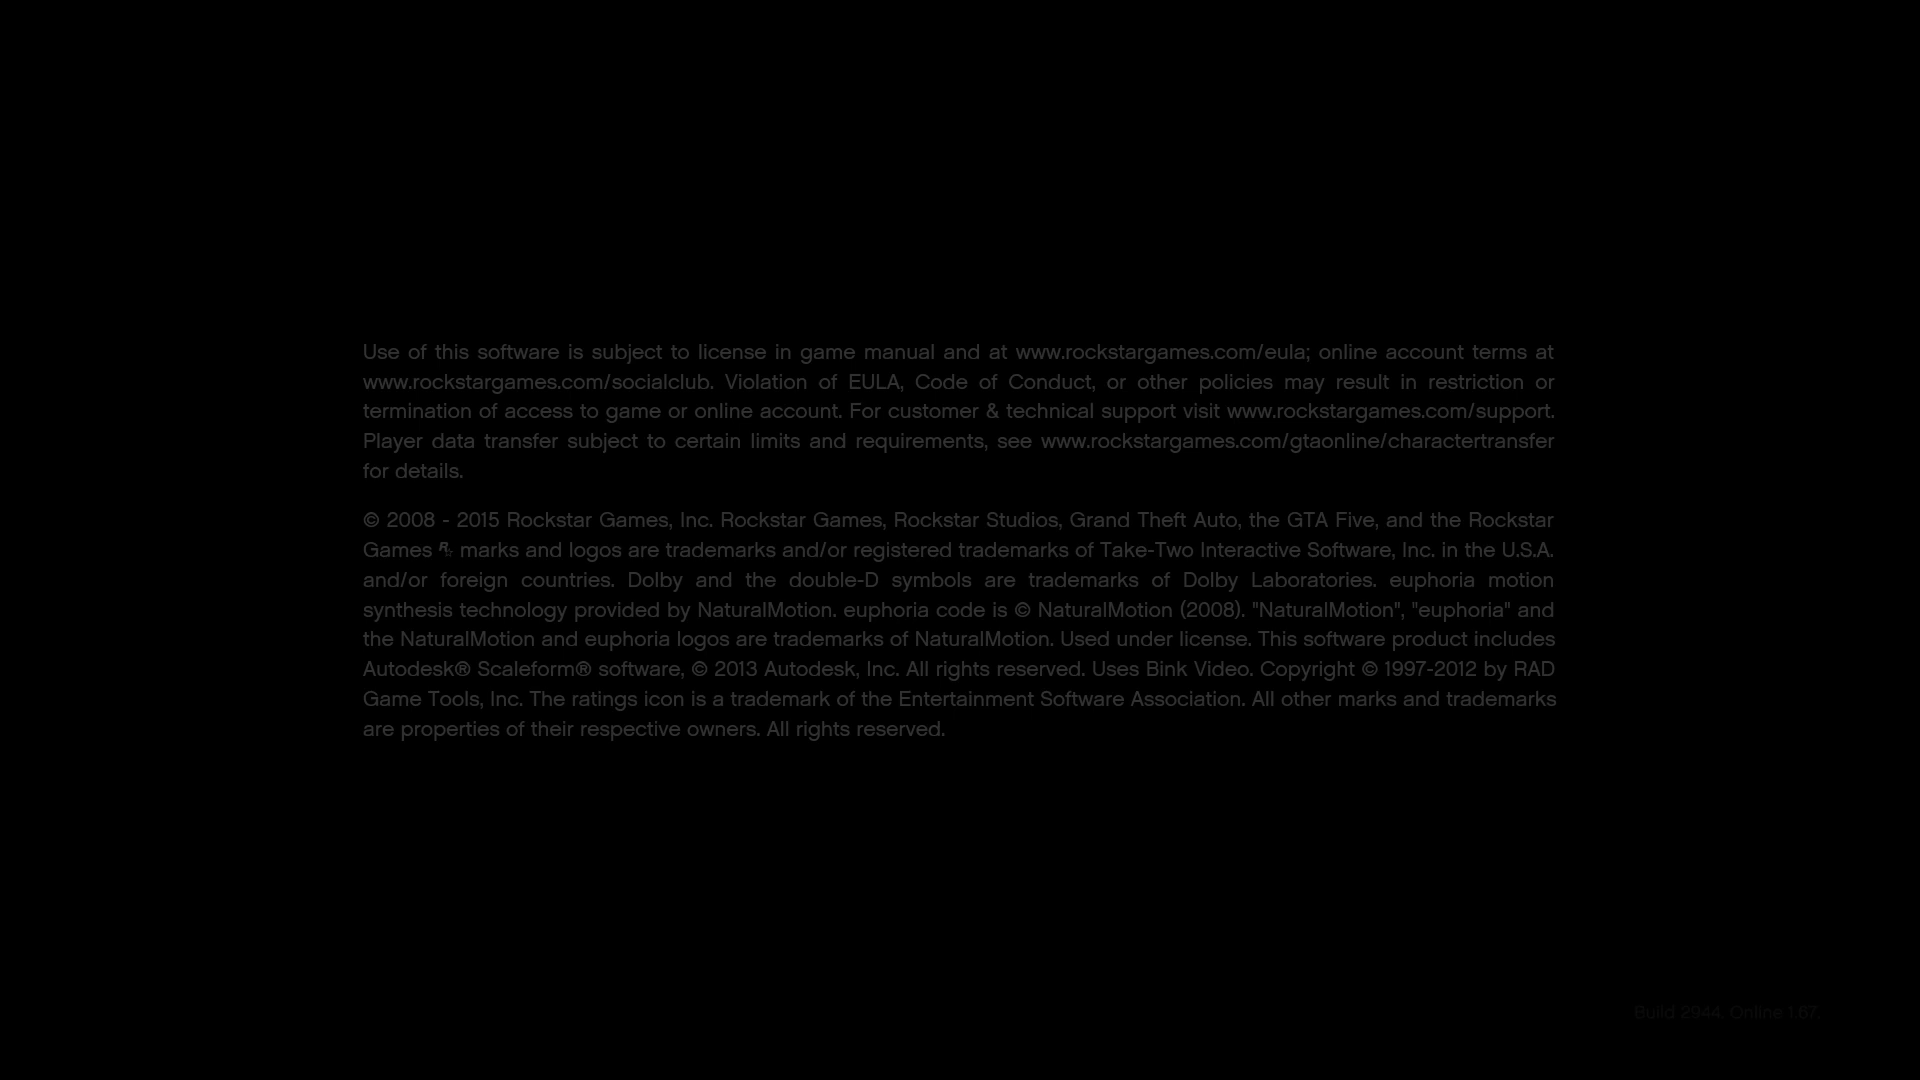 Use of this software is subject to license in game manual and at www.rockstargames.com/eula; online account terms at
www.rockstargames.com/socialclub. Violation of EULA, Code of Conduct, or other policies may result in restriction or
termination of access to game or online account. For customer & technical support visit www.rockstargames.com/support.
Player data transfer subject to certain limits and requirements, see www.rockstargames.com/gtaonline/charactertransfer
for details.
© 2008 - 2015 Rockstar Games, Inc. Rockstar Games, Rockstar Studios, Grand Theft Auto, the GTA Five, and the Rockstar
Games R* marks and logos are trademarks and/or registered trademarks of Take-Two Interactive Software, Inc. in the U.S.A.
and/or foreign countries. Dolby and the double-D symbols are trademarks of Dolby Laboratories. euphoria motion
synthesis technology provided by NaturalMotion. euphoria code is © NaturalMotion (2008). "NaturalMotion", "euphoria" and
the NaturalMotion and euphoria logos are trademarks of NaturalMotion. Used under license. This software product includes
Autodesk® Scaleform® software, © 2013 Autodesk, Inc. All rights reserved. Uses Bink Video. Copyright © 1997-2012 by RAD
Game Tools, Inc. The ratings icon is a trademark of the Entertainment Software Association. All other marks and trademarks
are properties of their respective owners. All rights reserved.
Build 2944, Online 1.67,